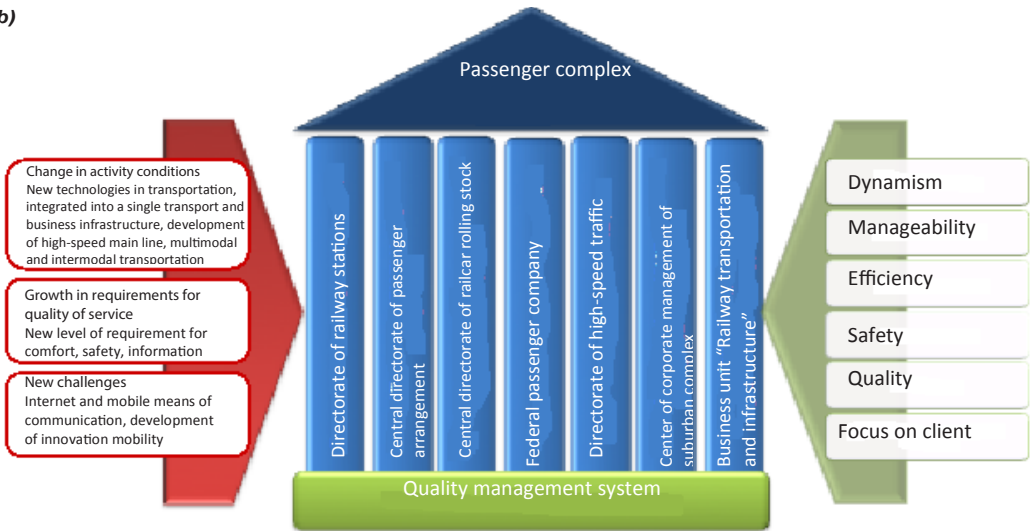 b)
Passenger complex
Change in activity conditions
New technologies in transportation,
integrated into a single transport and
business infrastructure, development
of high-speed main line, multimodal
and intermodal transportation
Growth in requirements for
quality of service
New level of requirement for
comfort, safety, information
New challenges
Internet and mobile means of
communication, development
of innovation mobility
Directorate of railway stations
Central directorate of passenger
arrangement
Central directorate of railcar rolling stock
Federal passenger company
Directorate of high-speed traffic
Center of corporate management of
suburban complex
Business unit “Railway transportation
and infrastructure”
Dynamism
Manageability
Efficiency
Safety
Quality
Focus on client
Quality management system